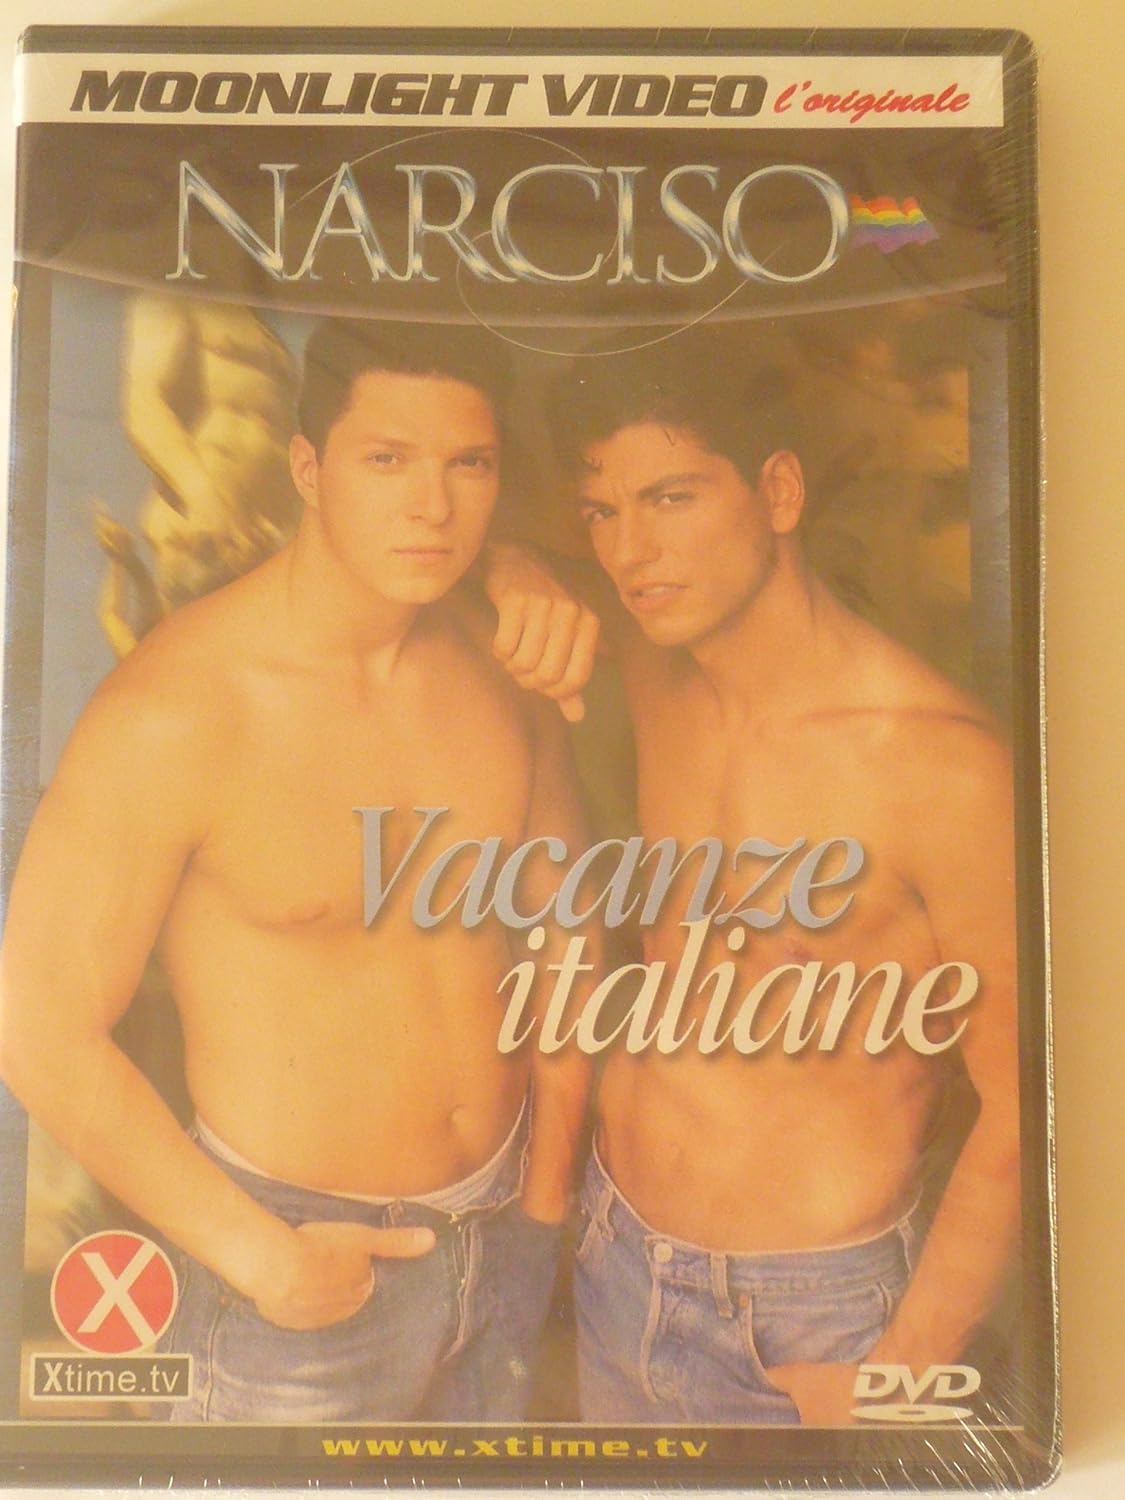 MOONLIGHT VIDEO l'originale
NARCISO
Vacanze
italiane
X
Xtime.tv
DVD
www.xtime.tv